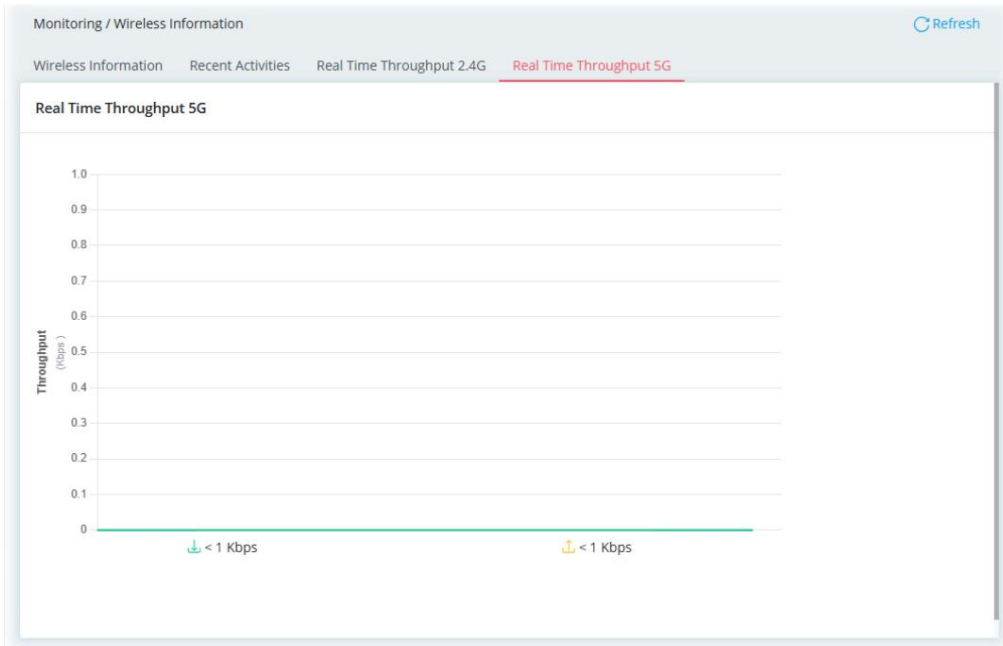 Monitoring / Wireless Information
Refresh
Wireless Information Recent Activities Real Time Throughput 2.4G Real Time Throughput 5G
Real Time Throughput 5G
1.0
0.9
0.8
0.7
0.6
0.5
0.4
0.3
0.2
0.1
0
Throughput
(Kbps )
< 1 Kbps
< 1 Kbps